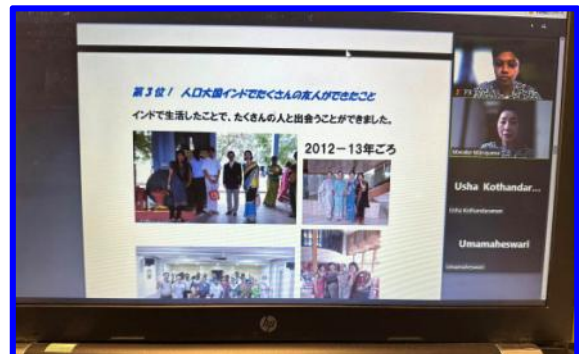 第3位! 人口大国インドでたくさんの友人ができたこと
インドで生活したことで、たくさんの人と出会うことができました。
2012-13年ごろ
Usha Kothandar...
Usha Kothandaraman
Umamaheswari
Umamaheswari
hp